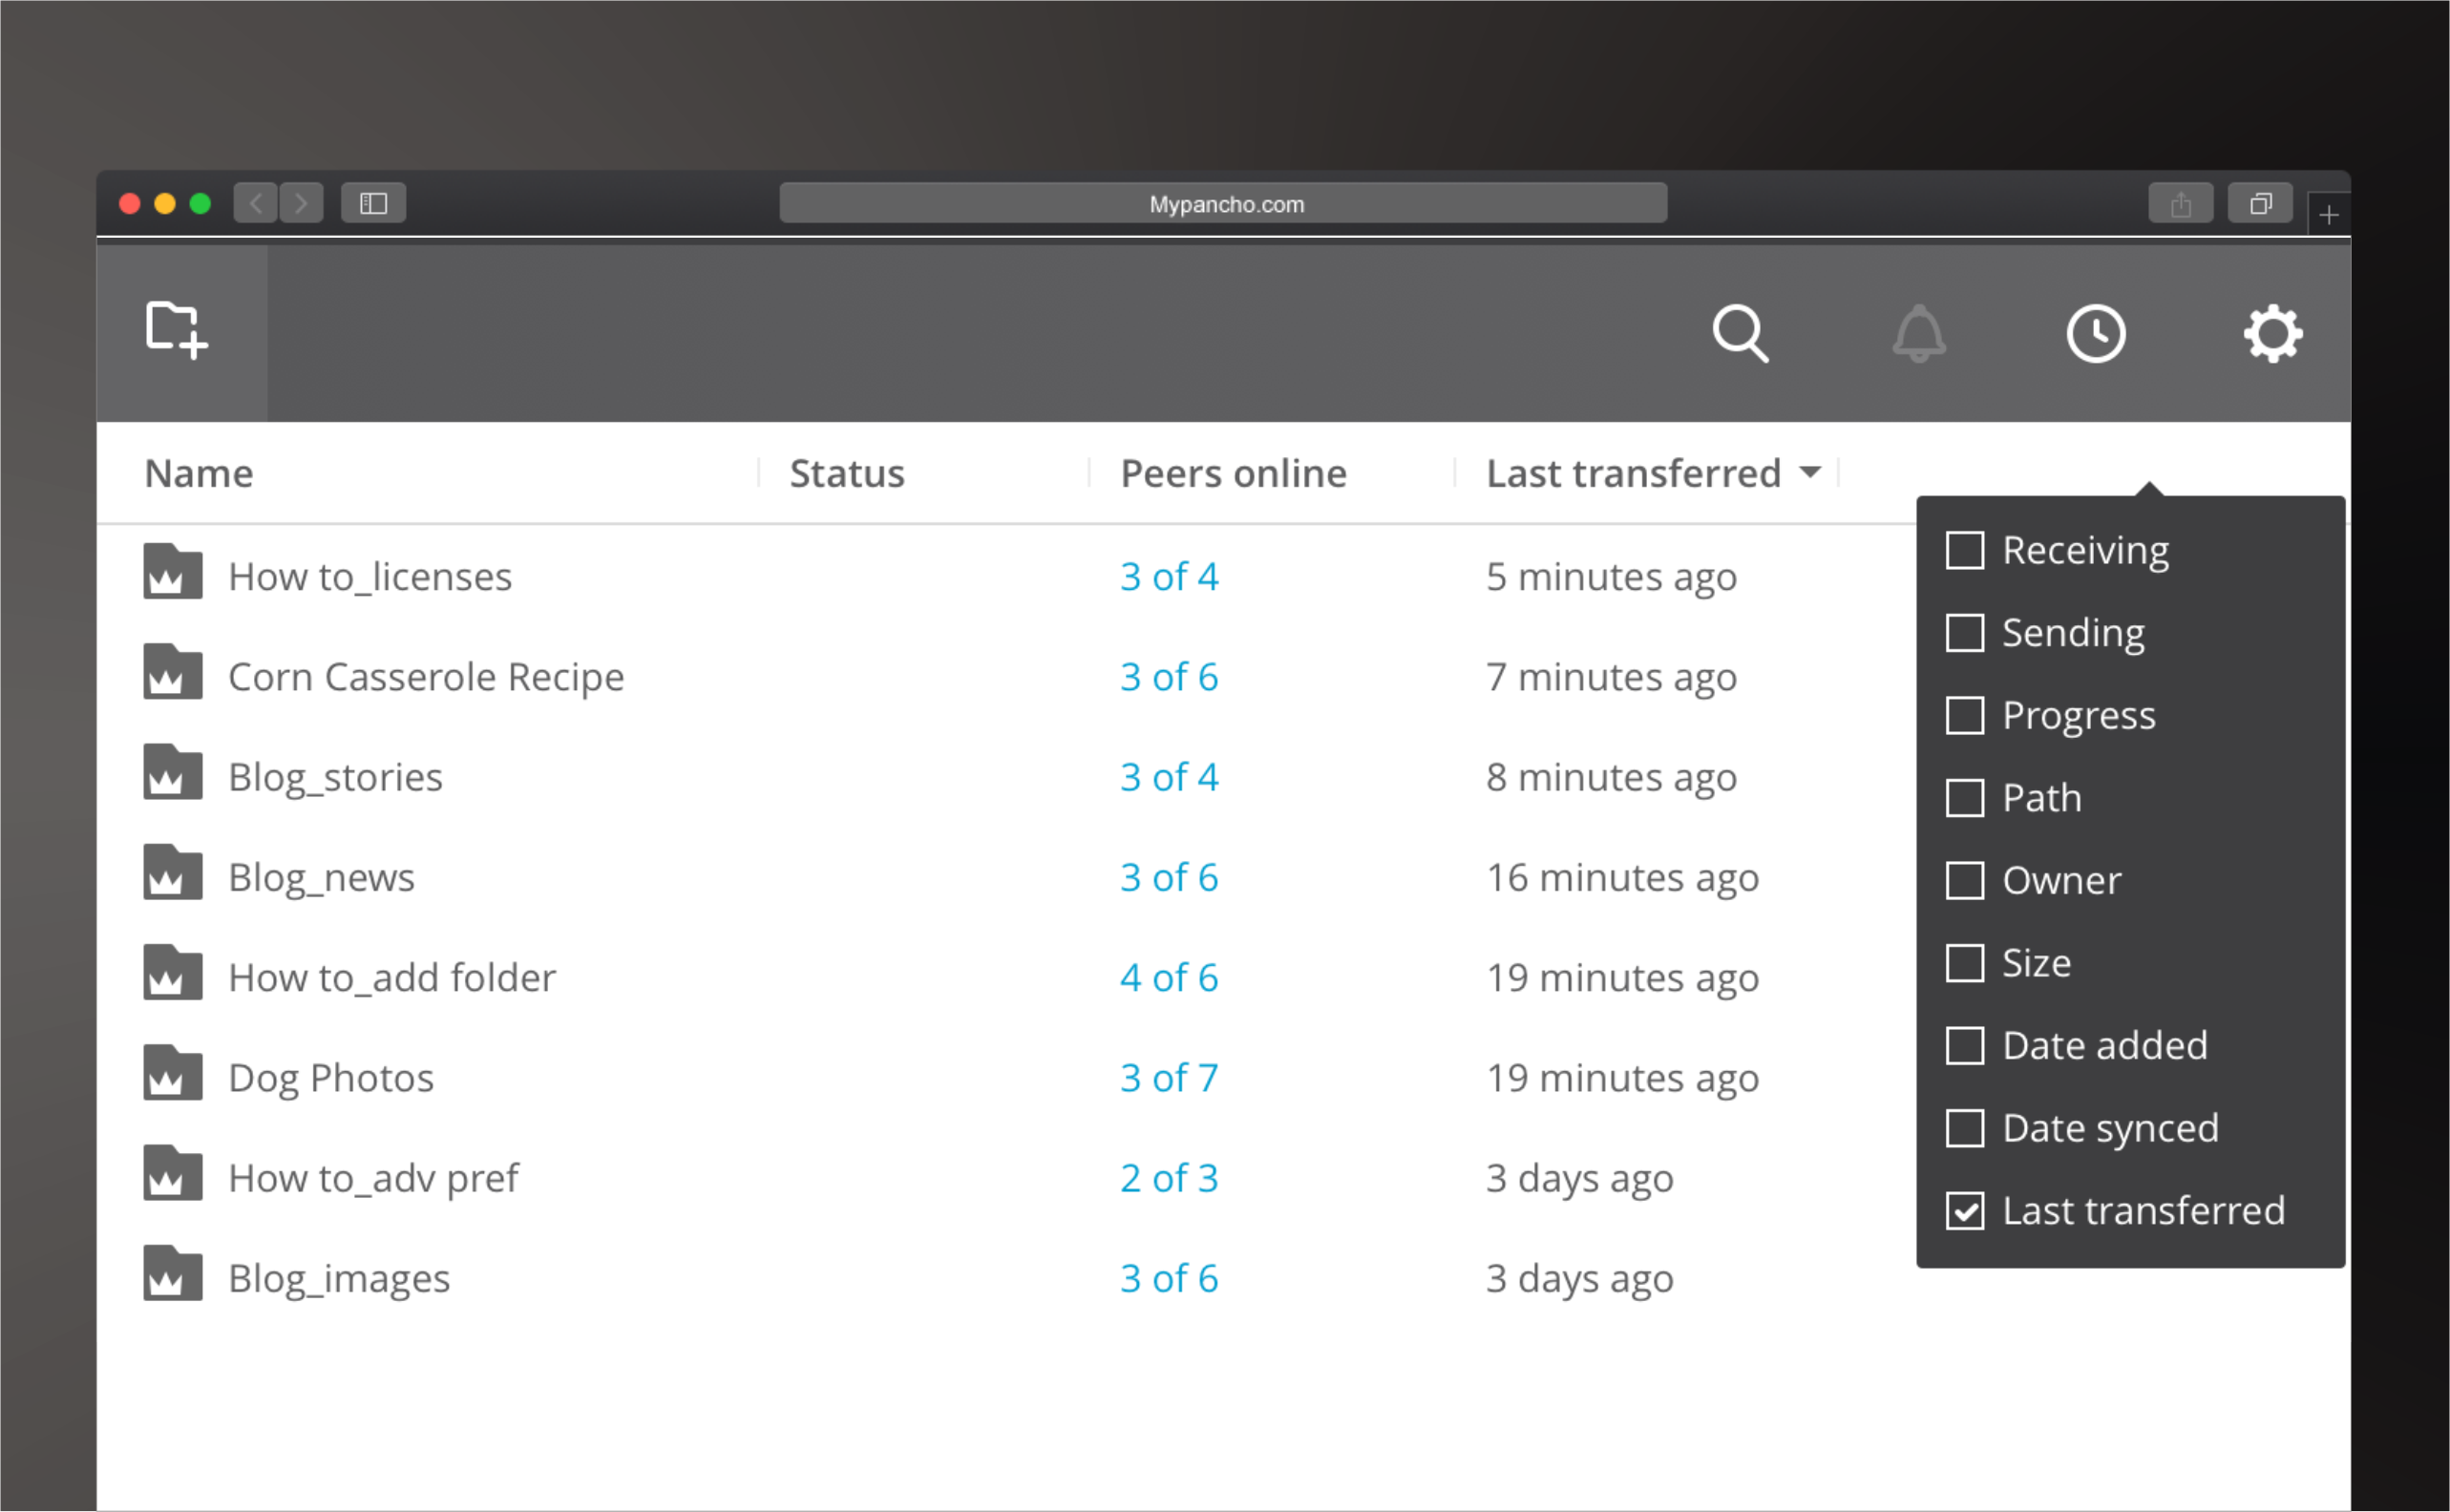 Mypancho.com
Name Status Peers online Last transferred
How to_licenses 3 of 4 5 minutes ago
Corn Casserole Recipe 3 of 6 7 minutes ago
Blog_stories 3 of 4 8 minutes ago
Blog_news 3 of 6 16 minutes ago
How to_add folder 4 of 6 19 minutes ago
Dog Photos 3 of 7 19 minutes ago
How to_adv pref 2 of 3 3 days ago
Blog_images 3 of 6 3 days ago
Receiving
Sending
Progress
Path
Owner
Size
Date added
Date synced
Last transferred